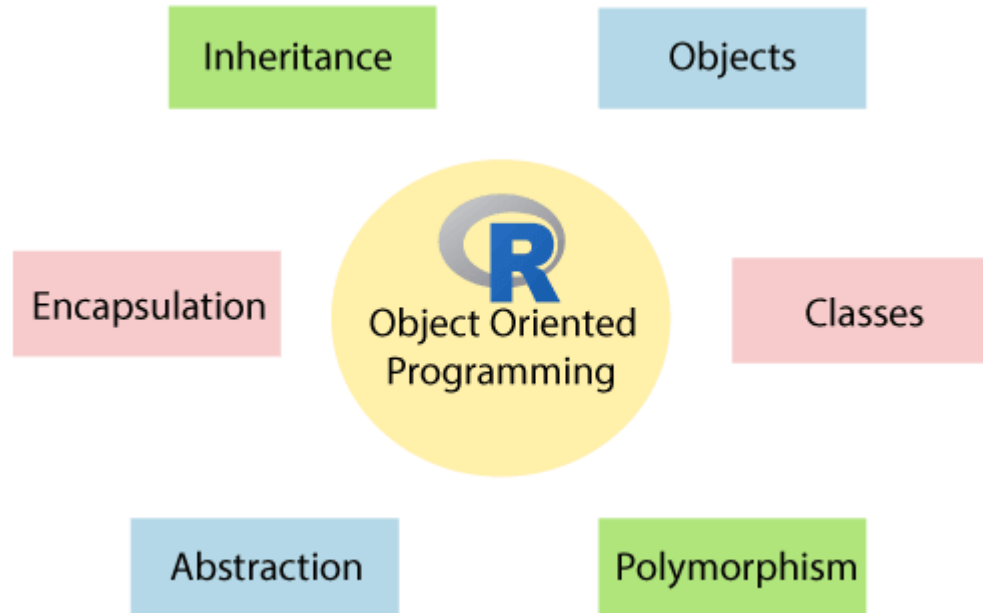 Inheritance
Objects
R
Object Oriented
Programming
Encapsulation
Classes
Abstraction
Polymorphism